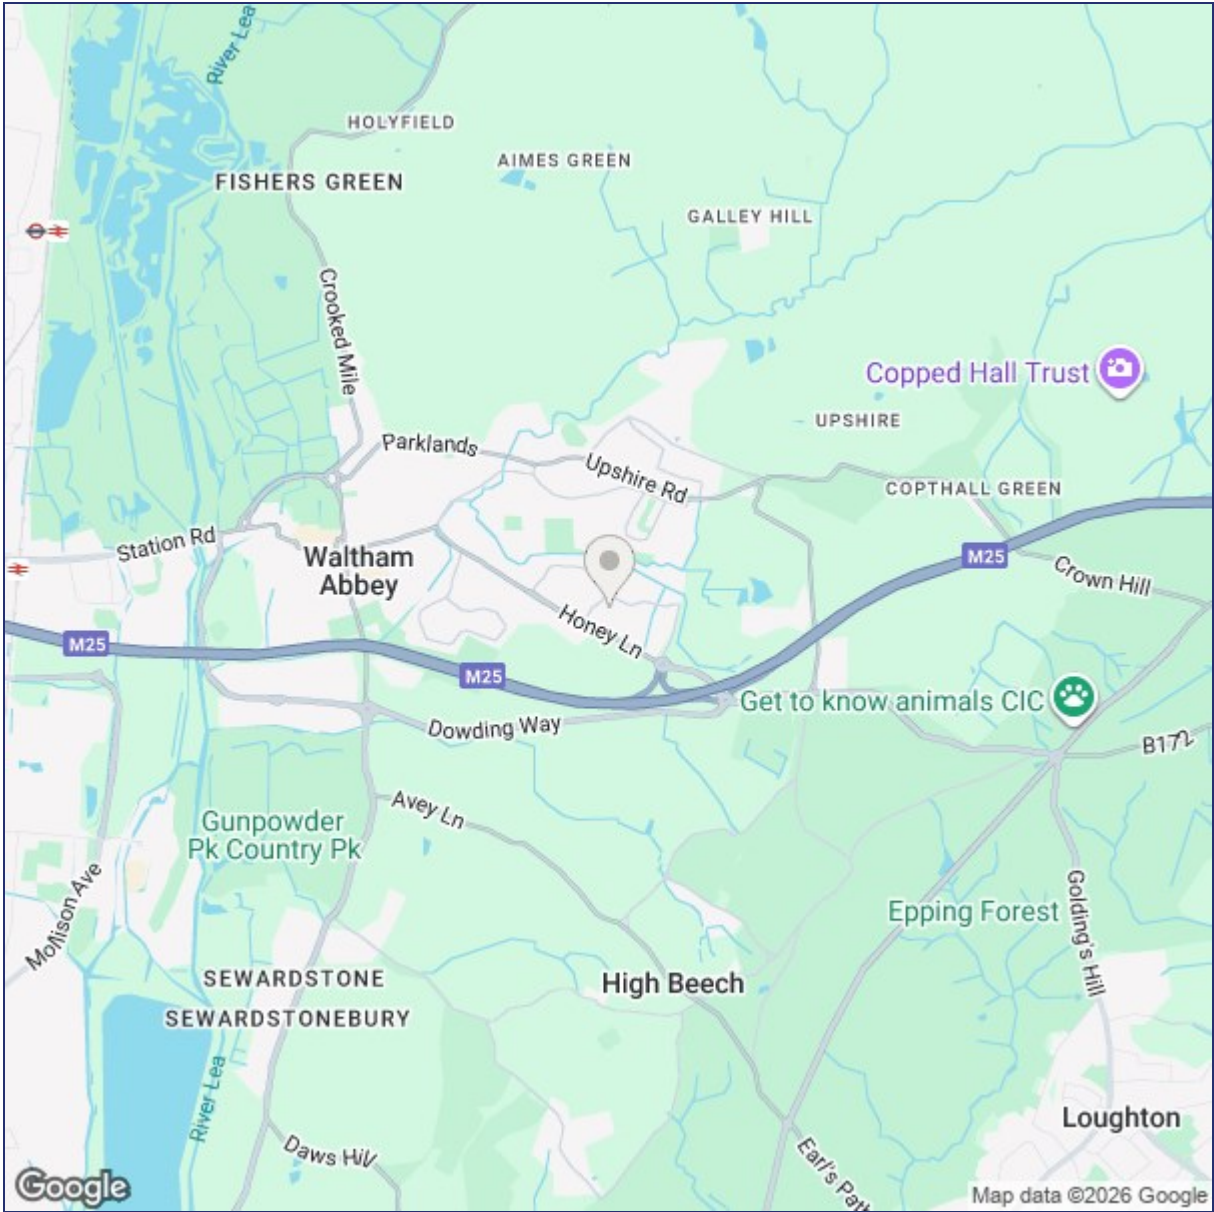 River Lea
HOLYFIELD
AIMES GREEN
FISHERS GREEN
GALLEY HILL
Crooked Mile
Copped Hall Trust
UPSHIRE
Parklands
Upshire Rd
COPTHALL GREEN
Station Rd
Waltham
Abbey
M25
Crown Hill
Honey Ln
M25
M25
Get to know animals CIC
Dowding Way
B172
Avey Ln
Gunpowder
Pk Country Pk
Mollison Ave
Golding's Hill
Epping Forest
SEWARDSTONE
High Beech
SEWARDSTONEBURY
River Lea
Loughton
Daws Hill
Earl's Path
Google
Map data ©2026 Google